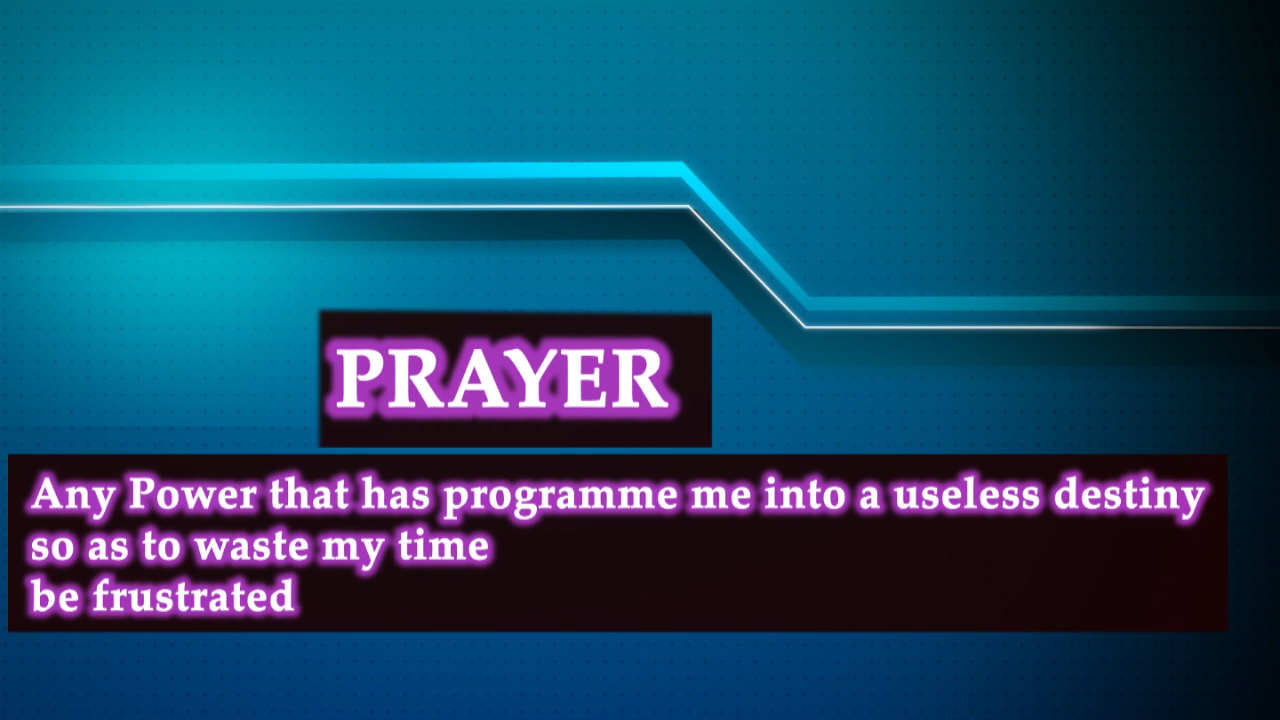 PRAYER
Any Power that has programme me into a useless destiny
so as to waste my time
be frustrated